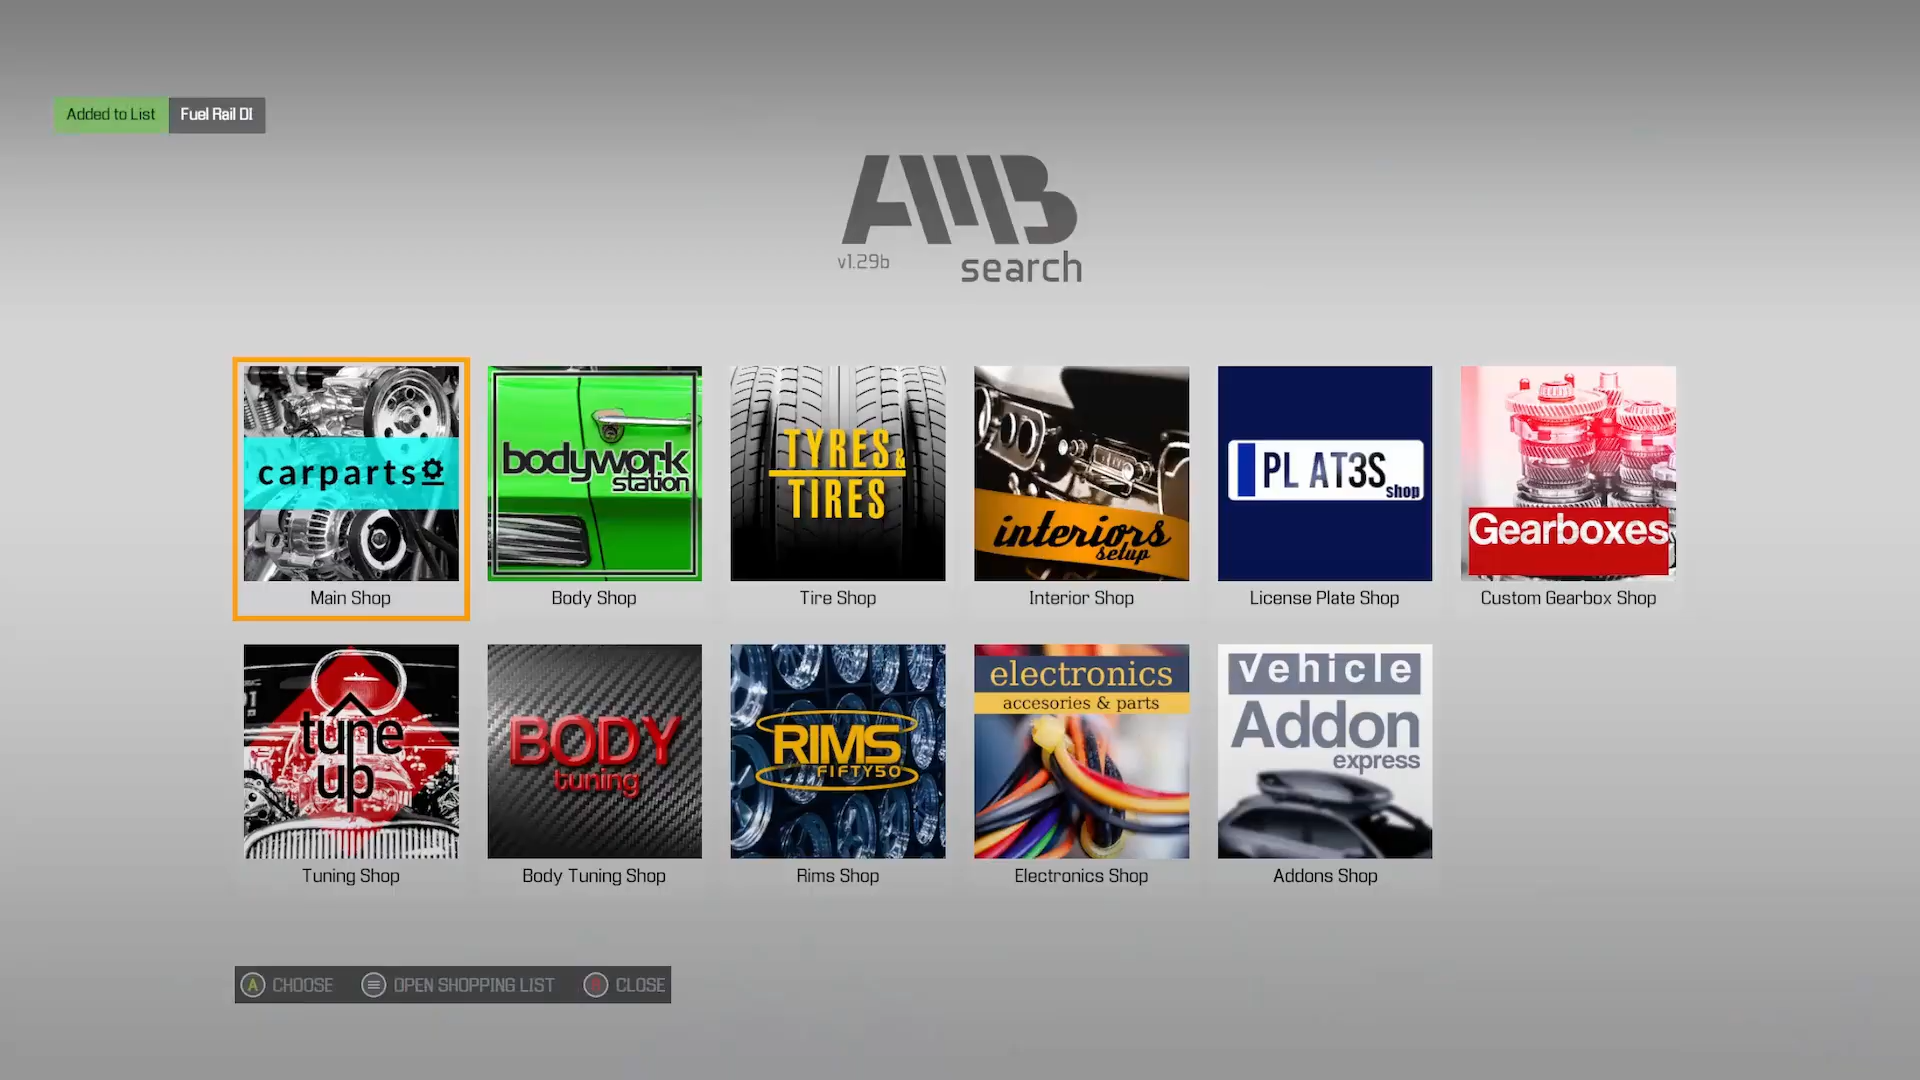 Added to List Fuel Rail DI
AMB
v1.29b search
carparts
bodywork
station
TYRES &
TIRES
interiors
setup
PL AT3S
shop
Gearboxes
Main Shop
Body Shop
Tire Shop
Interior Shop
License Plate Shop
Custom Gearbox Shop
tune
up
BODY
tuning
RIMS
FIFTY50
electronics
accesories & parts
vehicle
Addon
express
Tuning Shop
Body Tuning Shop
Rims Shop
Electronics Shop
Addons Shop
A CHOOSE OPEN SHOPPING LIST B CLOSE